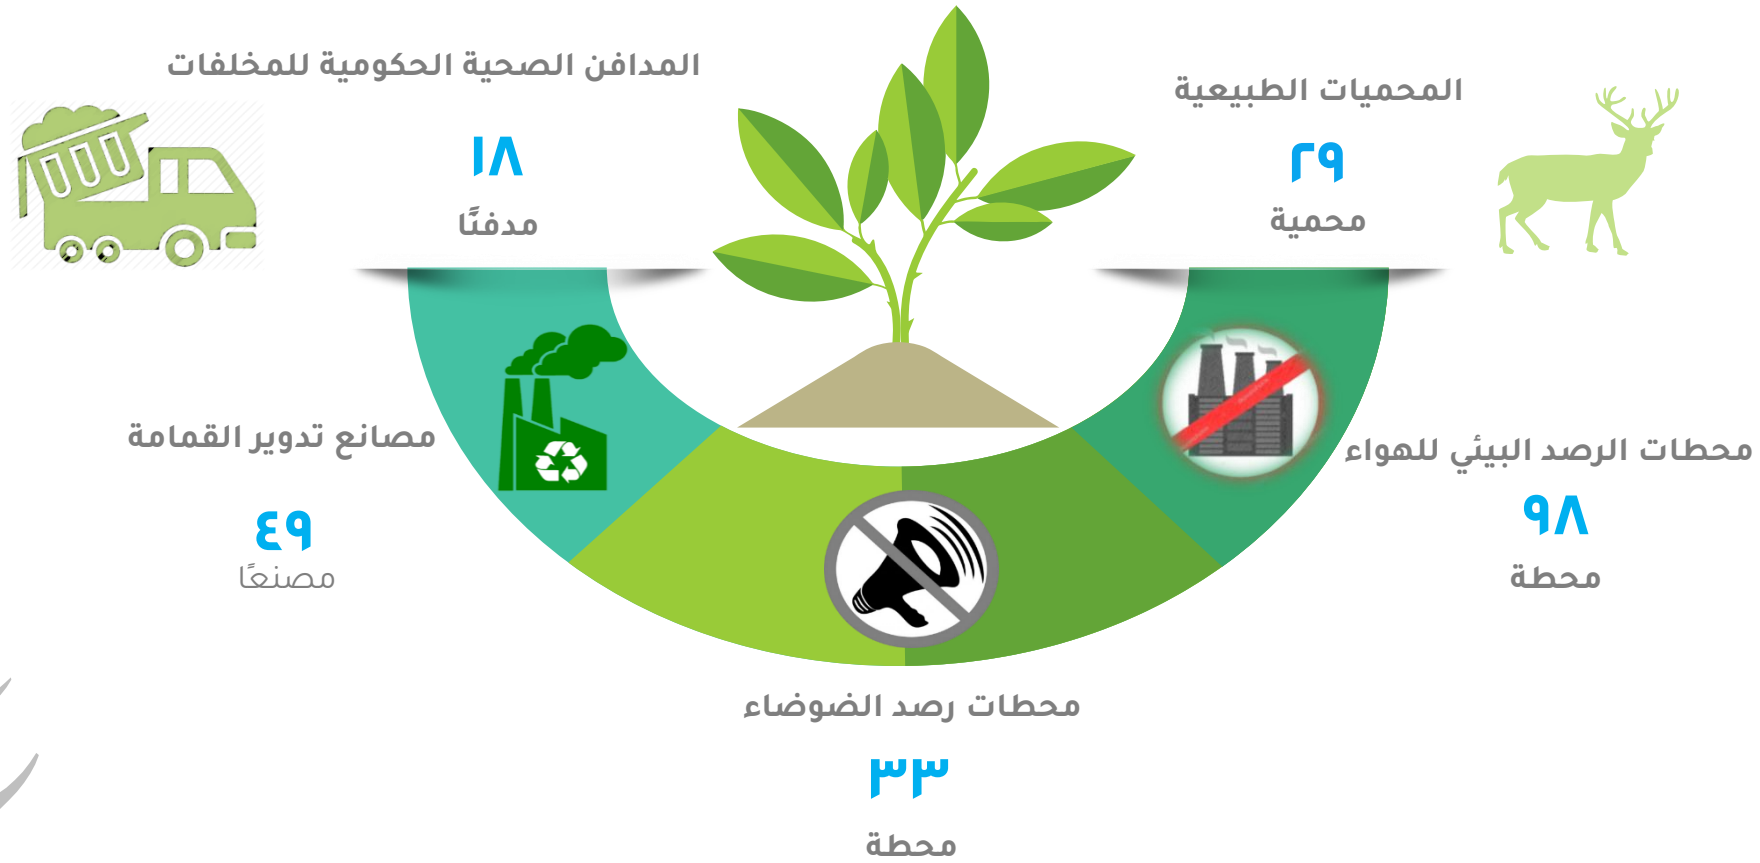 المحميات الطبيعية
٢٩
محمية
المدافن الصحية الحكومية للمخلفات
١٨
مدفنًا
محطات الرصد البيئي للهواء
٩٨
محطة
مصانع تدوير القمامة
٤٩
مصنعًا
محطات رصد الضوضاء
٣٣
محطة